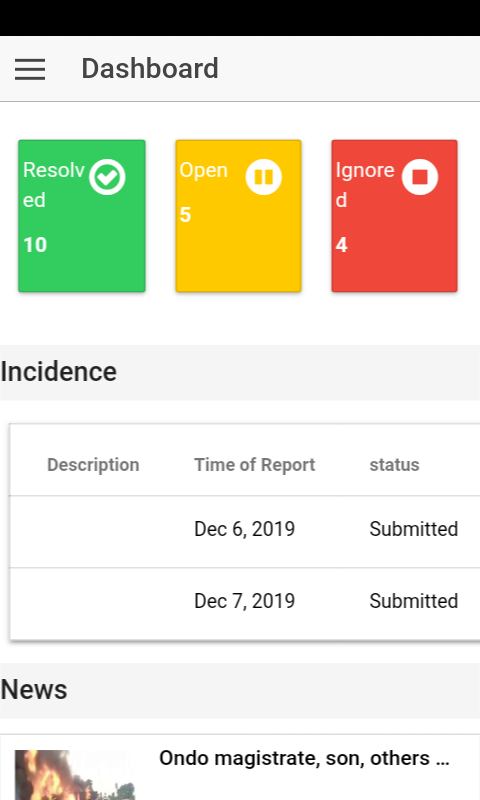 Dashboard
Resolv
ed
10
Open
5
Ignore
d
4
Incidence
Description Time of Report status
Dec 6, 2019 Submitted
Dec 7, 2019 Submitted
News
Ondo magistrate, son, others ...